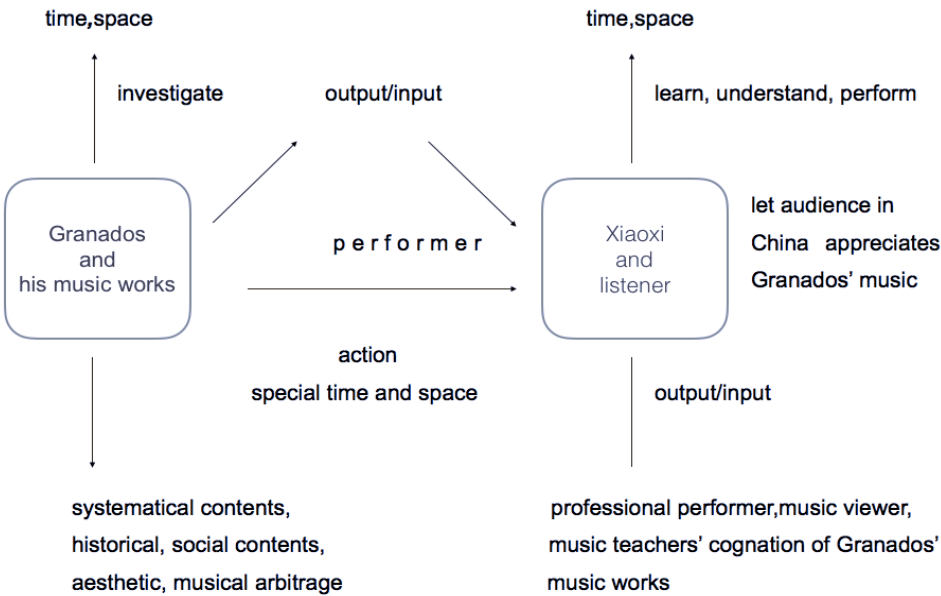 time,space
time,space
investigate
output/input
learn, understand, perform
Granados
and
his music works
performer
Xiaoxi
and
listener
let audience in
China appreciates
Granados' music
action
special time and space
output/input
systematical contents,
historical, social contents,
aesthetic, musical arbitrage
professional performer,music viewer,
music teachers' cognation of Granados'
music works